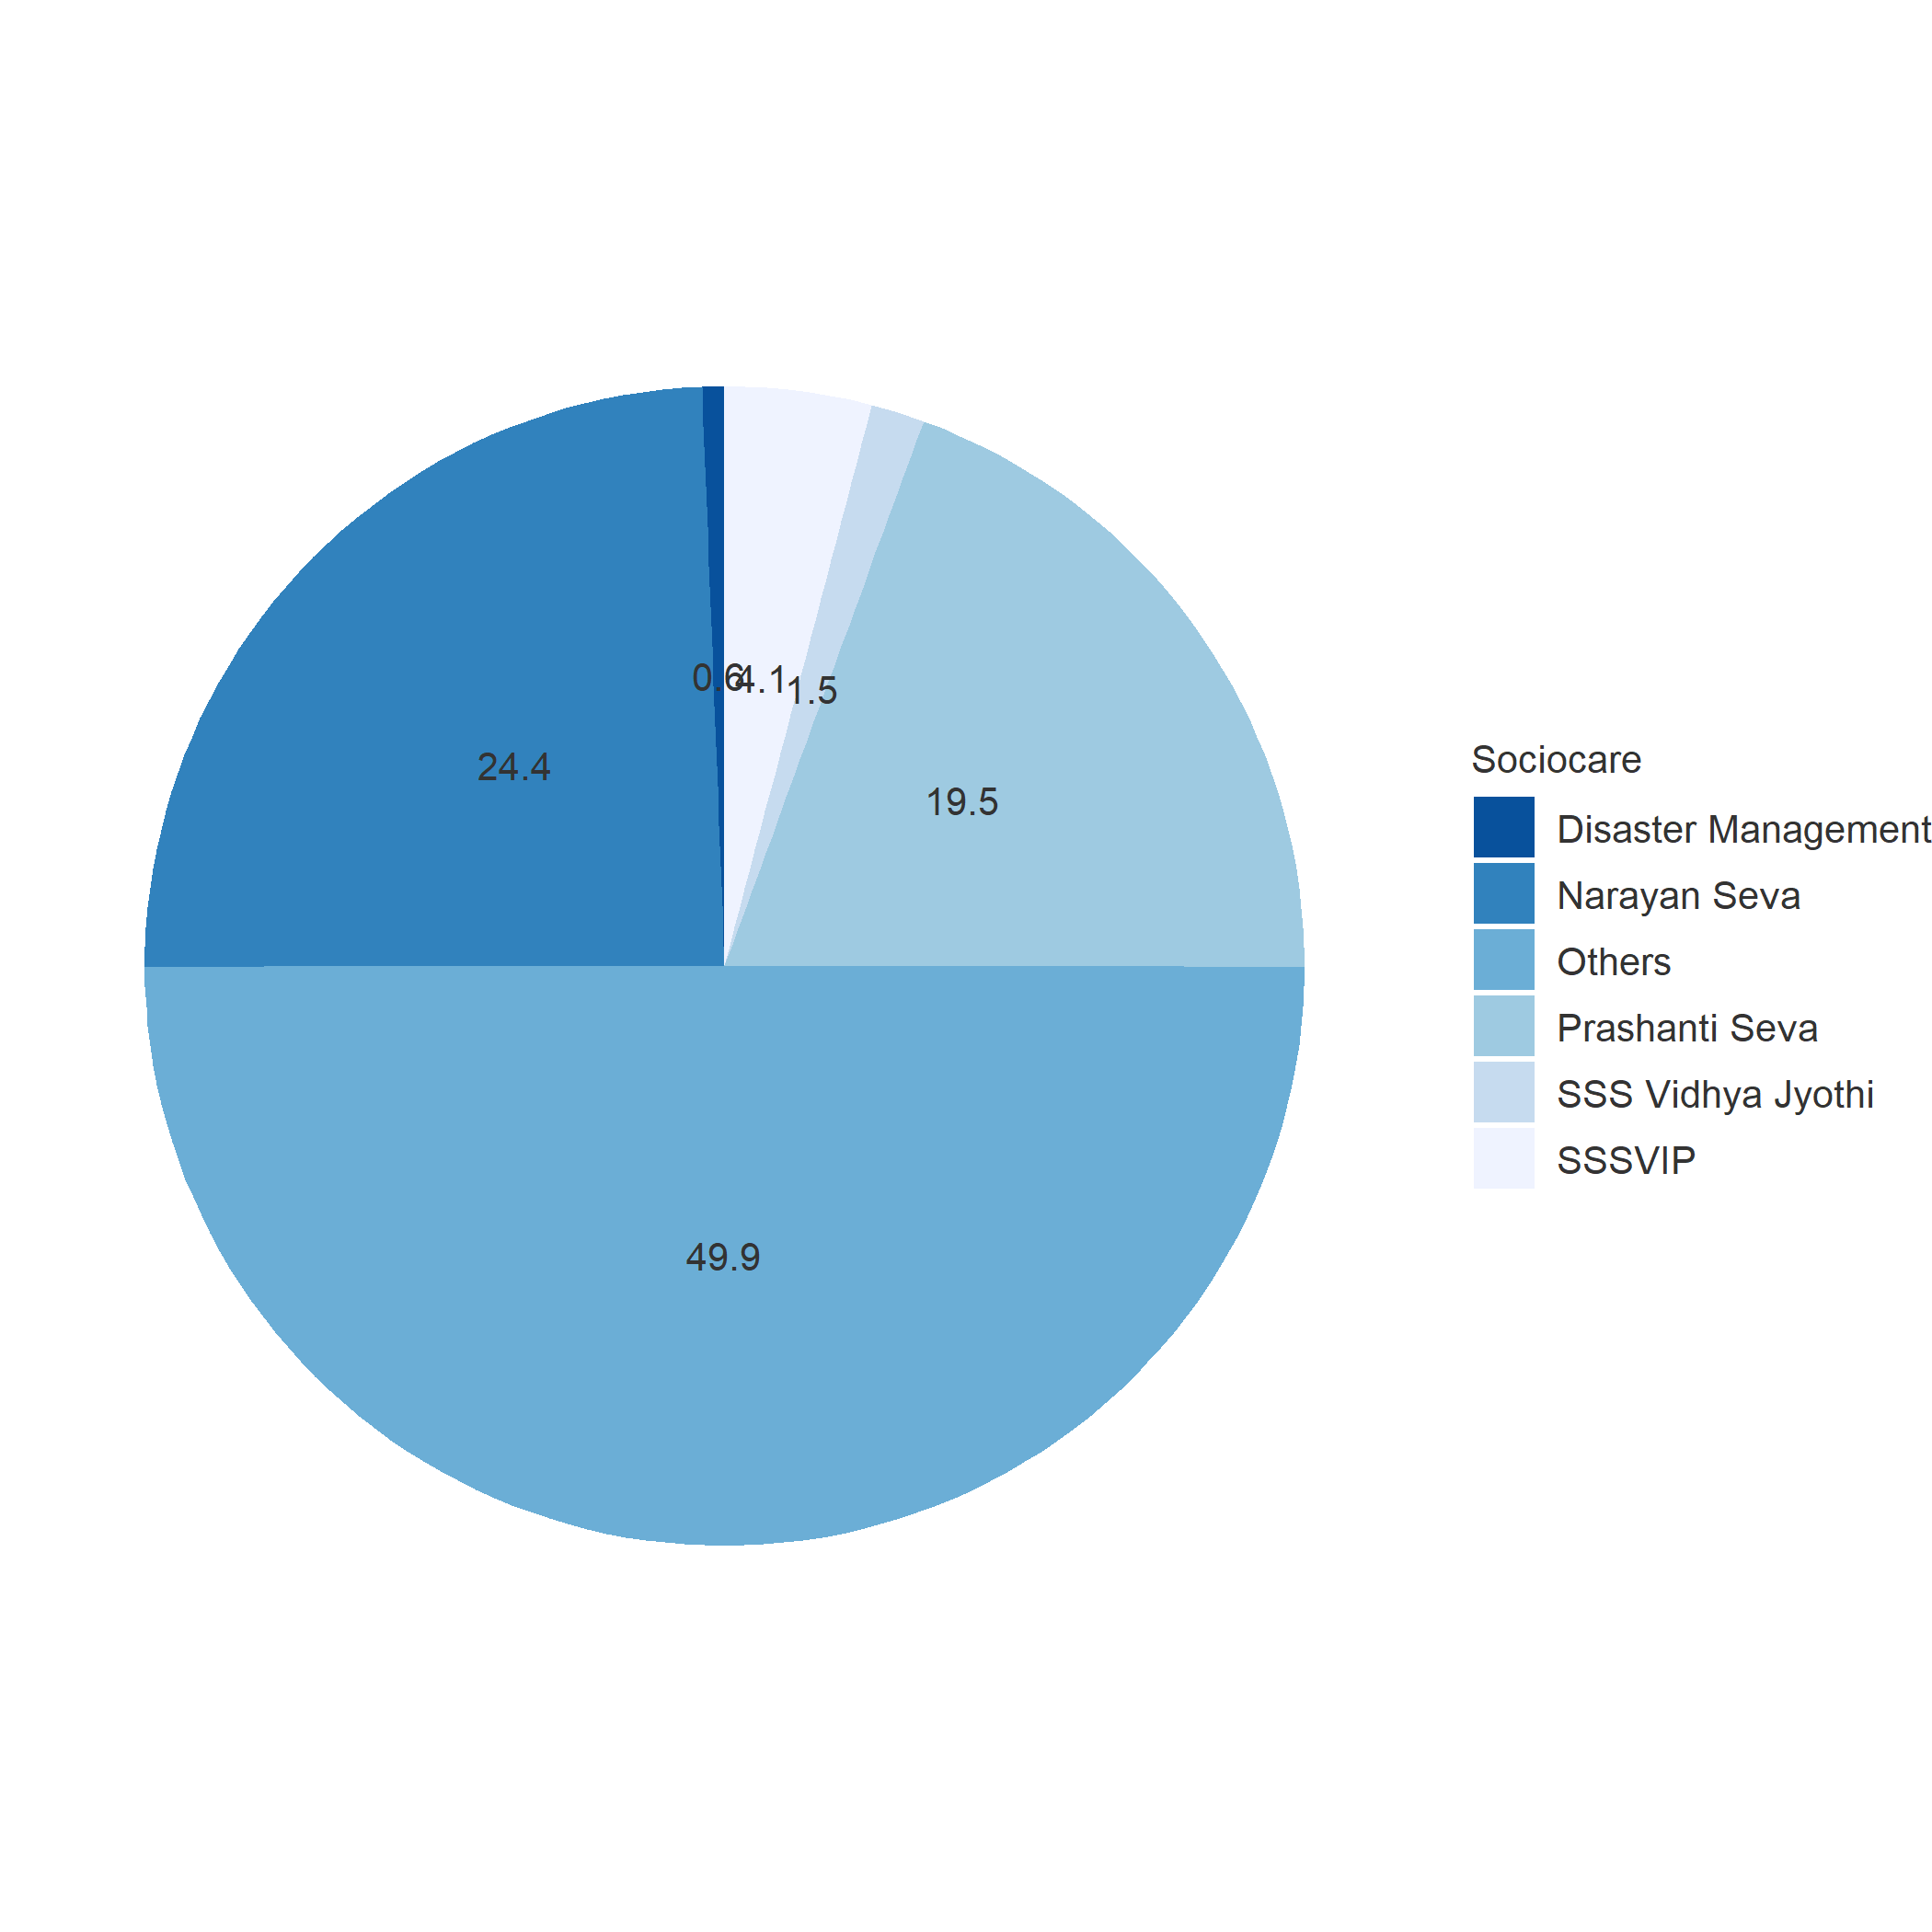 0.6
4.1
1.5
24.4
19.5
49.9
Sociocare
Disaster Management
Narayan Seva
Others
Prashanti Seva
SSS Vidhya Jyothi
SSSVIP